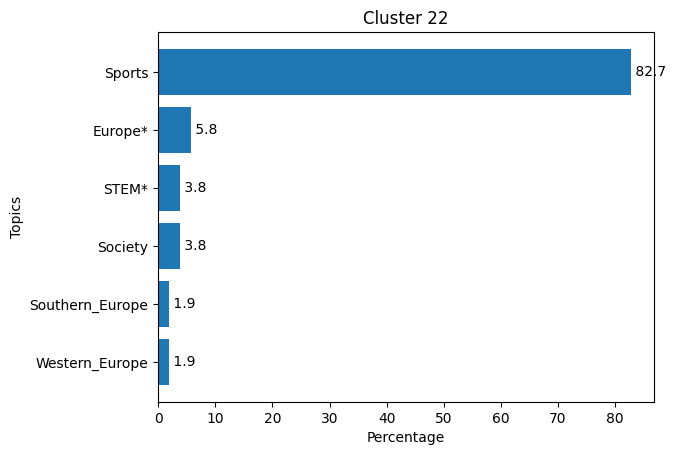 Cluster 22
Sports 82.7
Europe* 5.8
STEM* 3.8
Society 3.8
Southern_Europe 1.9
Western_Europe 1.9
Topics
0 10 20 30 40 50 60 70 80
Percentage